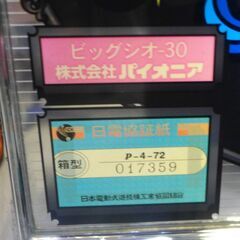 ビッグシオ-30
株式会社 パイオニア
日電協証紙
箱型
P-4-72
017359
日本電動式遊技機工業協同組合